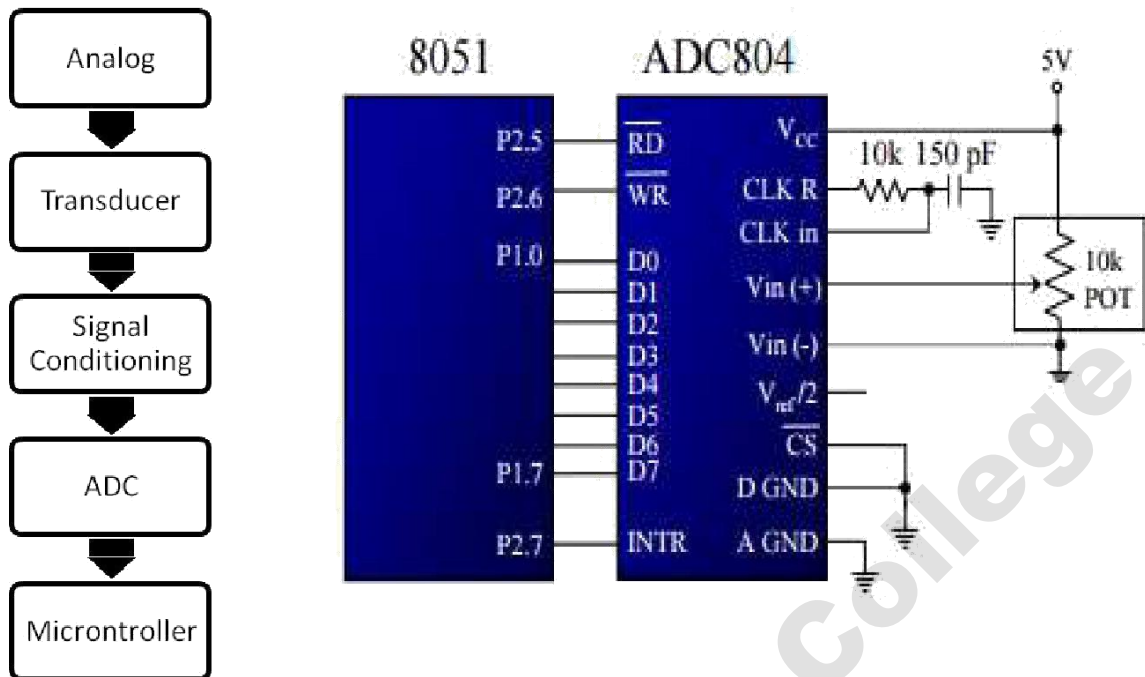 Analog
Transducer
Signal
Conditioning
ADC
Microntroller
8051
ADC804
5V
P2.5
RD
VCC
10k 150 pF
P2.6
WR
CLK R
CLK in
P1.0
D0
D1
Vin (+)
10k
POT
D2
D3
Vin (-)
D4
Vref/2
D5
D6
CS
P1.7
D7
D GND
P2.7
INTR
A GND
College